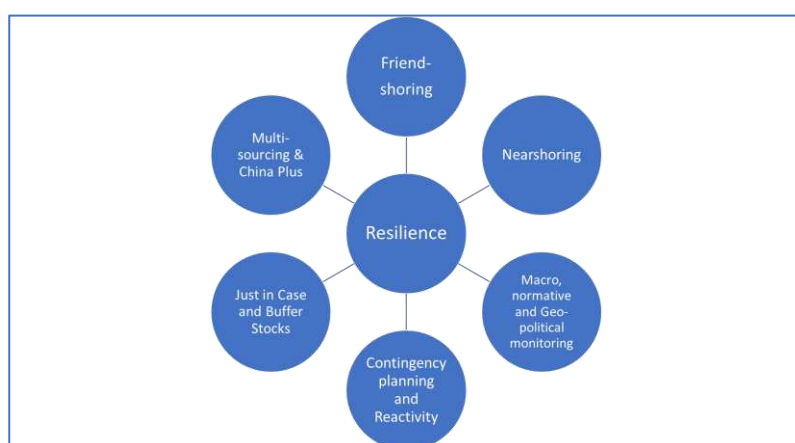 Friend-
shoring
Multi-
sourcing &
China Plus
Nearshoring
Resilience
Just in Case
and Buffer
Stocks
Macro,
normative
and Geo-
political
monitoring
Contingency
planning
and
Reactivity